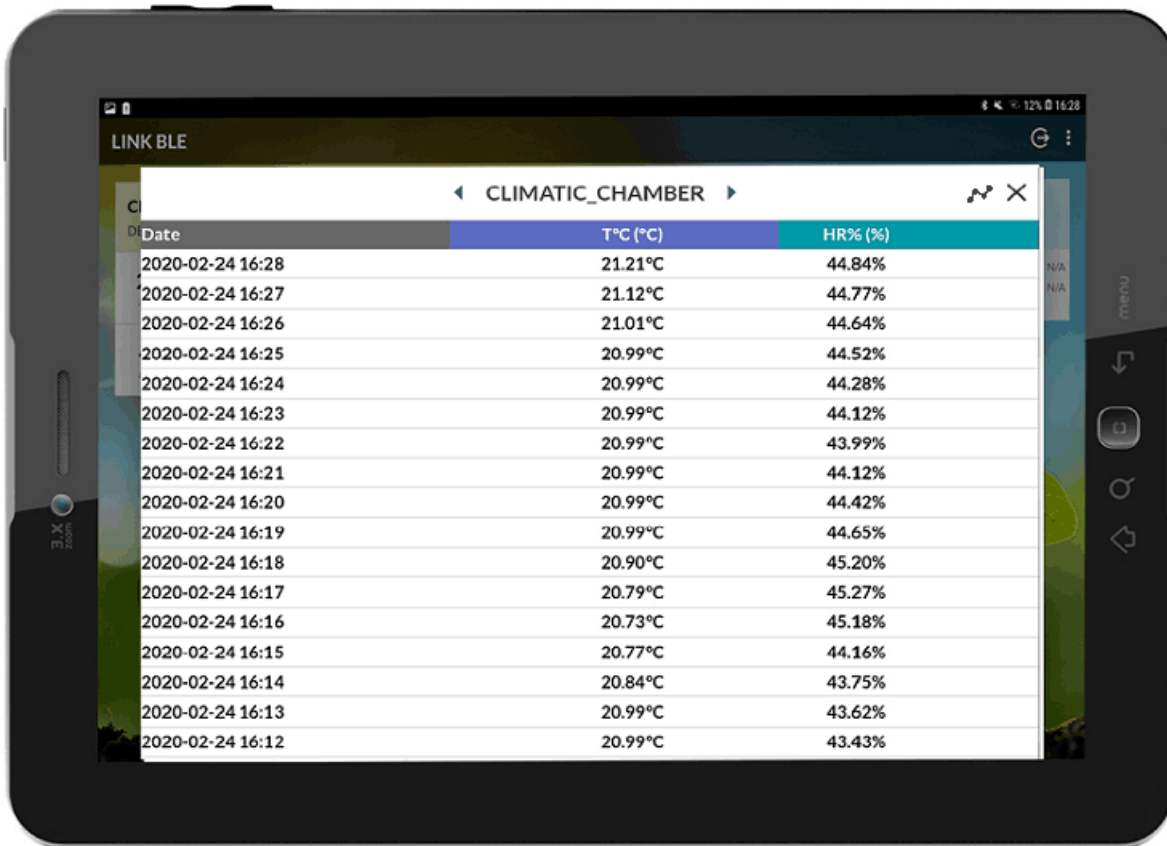 12% 16:28
LINK BLE
CLIMATIC_CHAMBER
Date T°C (°C) HR% (%)
2020-02-24 16:28 21.21°C 44.84%
2020-02-24 16:27 21.12°C 44.77%
2020-02-24 16:26 21.01°C 44.64%
2020-02-24 16:25 20.99°C 44.52%
2020-02-24 16:24 20.99°C 44.28%
2020-02-24 16:23 20.99°C 44.12%
2020-02-24 16:22 20.99°C 43.99%
2020-02-24 16:21 20.99°C 44.12%
2020-02-24 16:20 20.99°C 44.42%
2020-02-24 16:19 20.99°C 44.65%
2020-02-24 16:18 20.90°C 45.20%
2020-02-24 16:17 20.79°C 45.27%
2020-02-24 16:16 20.73°C 45.18%
2020-02-24 16:15 20.77°C 44.16%
2020-02-24 16:14 20.84°C 43.75%
2020-02-24 16:13 20.99°C 43.62%
2020-02-24 16:12 20.99°C 43.43%
N/A
N/A
menu
3.X
zoom